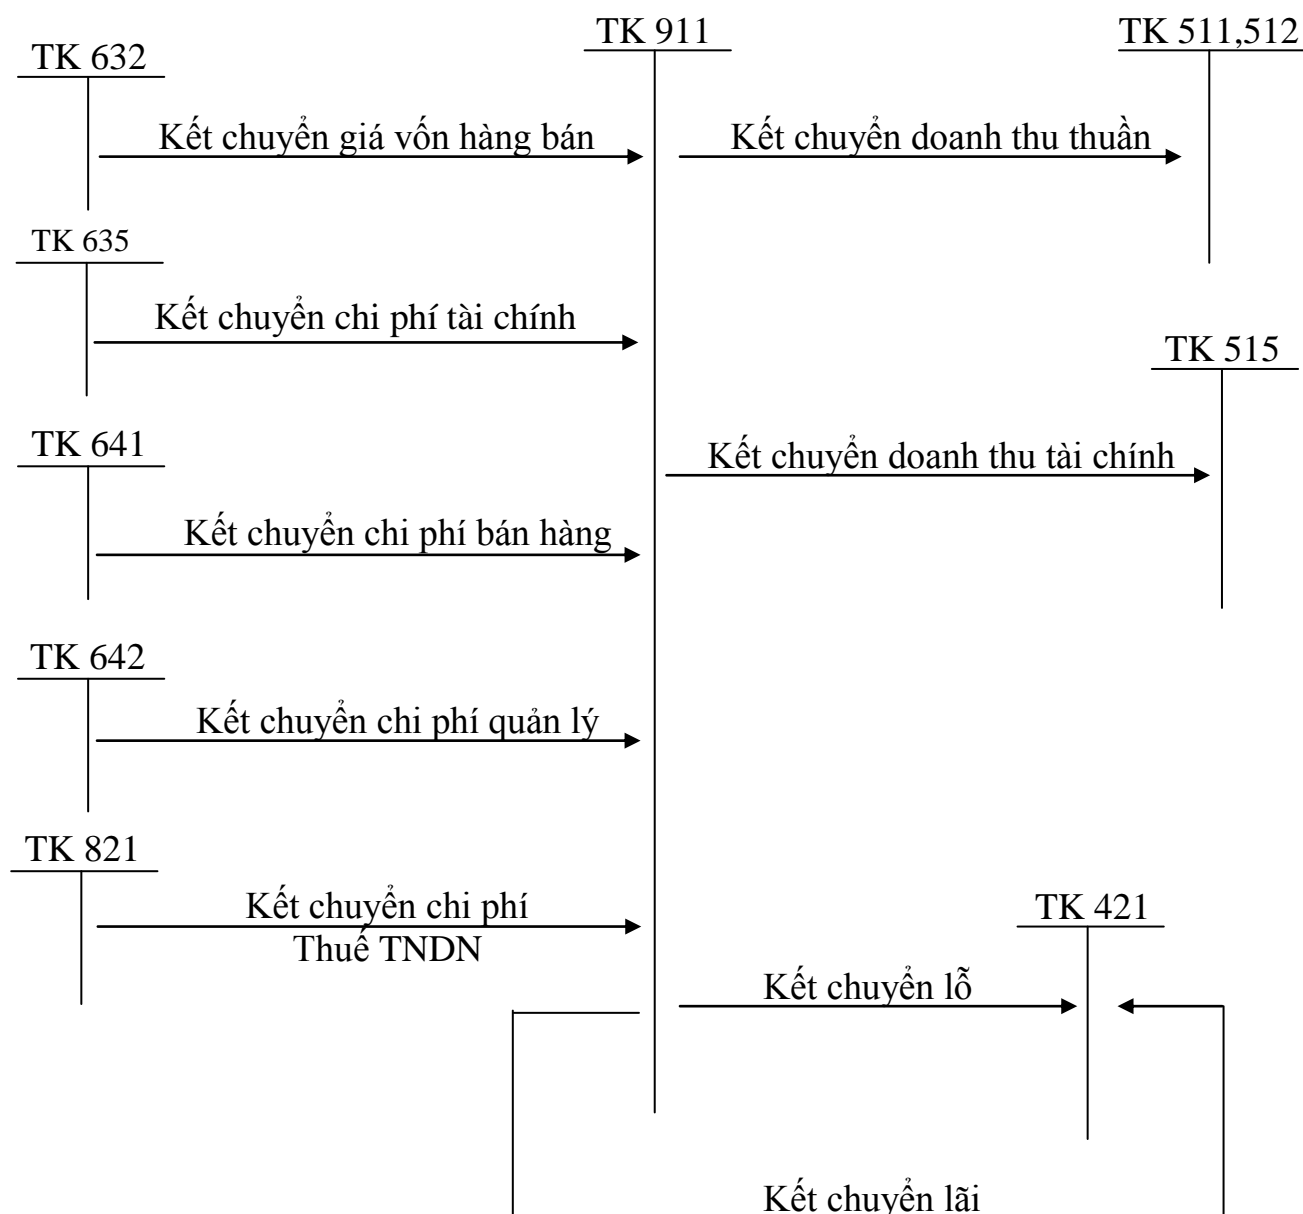 TK 911
TK 511,512
TK 632
Kết chuyển giá vốn hàng bán
Kết chuyển doanh thu thuần
TK 635
Kết chuyển chi phí tài chính
TK 515
TK 641
Kết chuyển doanh thu tài chính
Kết chuyển chi phí bán hàng
TK 642
Kết chuyển chi phí quản lý
TK 821
Kết chuyển chi phí
Thuế TNDN
TK 421
Kết chuyển lỗ
Kết chuyển lãi